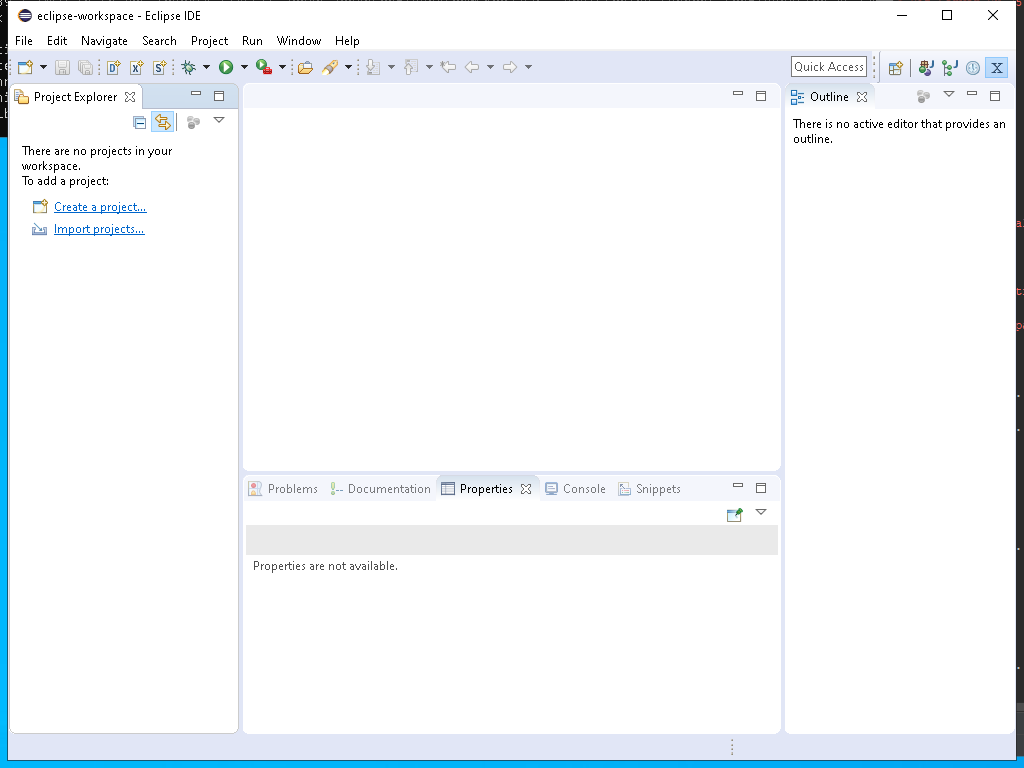 eclipse-workspace - Eclipse IDE
File Edit Navigate Search Project Run Window Help
Quick Access
Project Explorer
There are no projects in your
workspace.
To add a project:
Create a project...
Import projects...
Outline
There is no active editor that provides an
outline.
Problems Documentation Properties Console Snippets
Properties are not available.